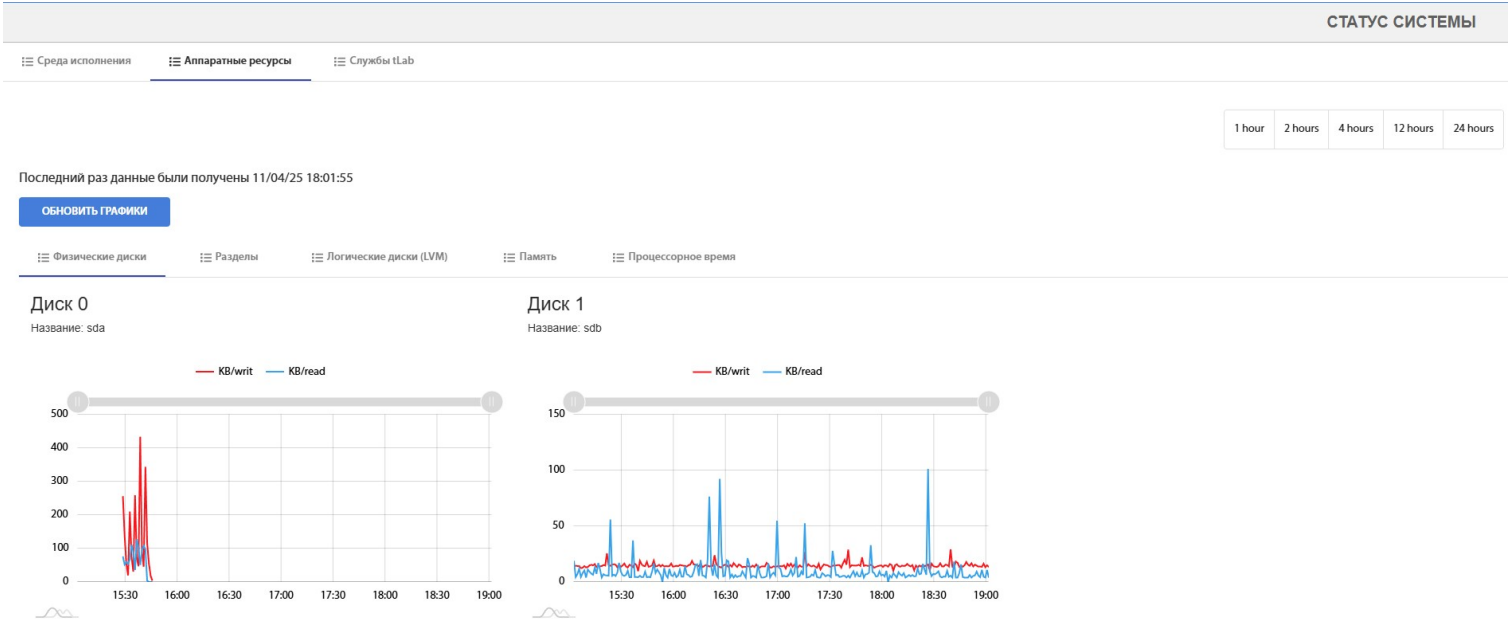 СТАТУС СИСТЕМЫ
Среда исполнения Аппаратные ресурсы Службы tLab
1 hour 2 hours 4 hours 12 hours 24 hours
Последний раз данные были получены 11/04/25 18:01:55
ОБНОВИТЬ ГРАФИКИ
Физические диски Разделы Логические диски (LVM) Память Процессорное время
Диск 0
Название: sda
KB/writ KB/read
500
400
300
200
100
0
15:30 16:00 16:30 17:00 17:30 18:00 18:30 19:00
Диск 1
Название: sdb
KB/writ KB/read
150
100
50
0
15:30 16:00 16:30 17:00 17:30 18:00 18:30 19:00